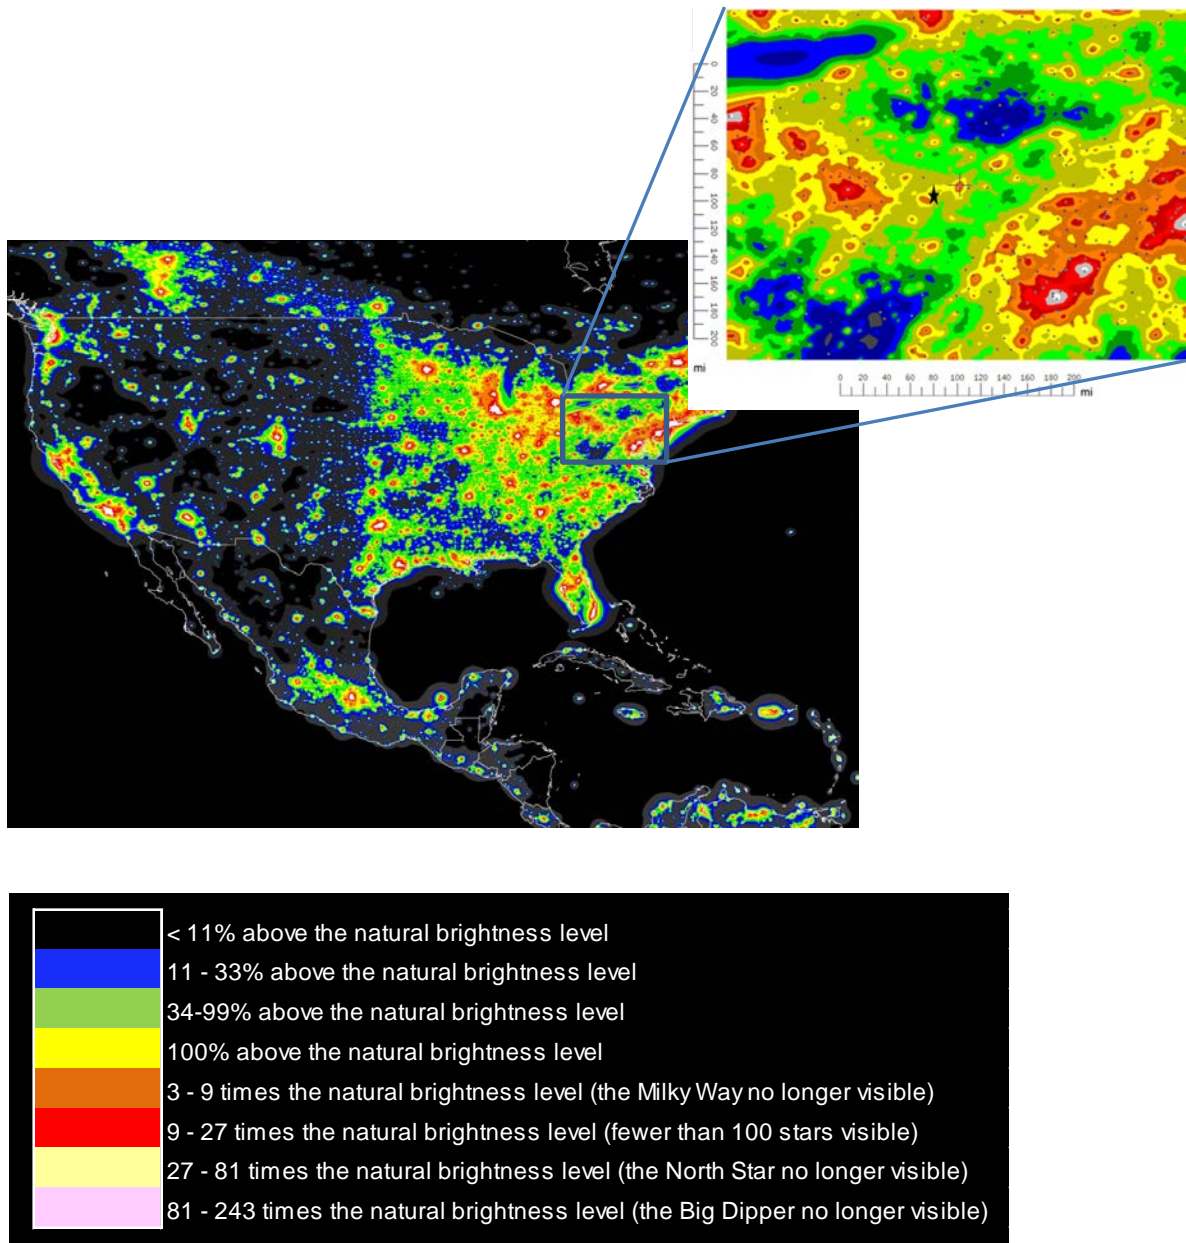 0
20
40
60
80
100
120
140
160
180
200
mi
0 20 40 60 80 100 120 140 160 180 200 mi
< 11% above the natural brightness level
11 - 33% above the natural brightness level
34-99% above the natural brightness level
100% above the natural brightness level
3 - 9 times the natural brightness level (the Milky Way no longer visible)
9 - 27 times the natural brightness level (fewer than 100 stars visible)
27 - 81 times the natural brightness level (the North Star no longer visible)
81 - 243 times the natural brightness level (the Big Dipper no longer visible)